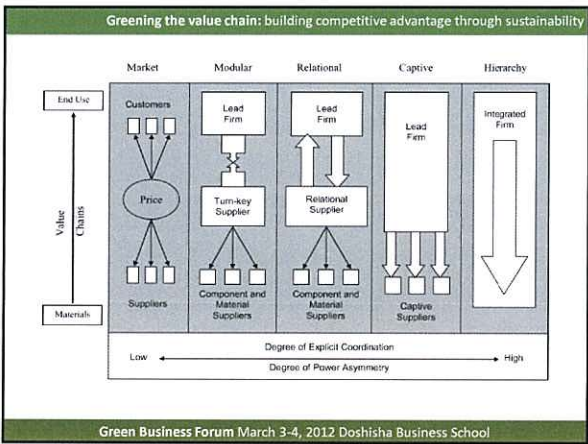 Greening the value chain: building competitive advantage through sustainability
Market Modular Relational Captive Hierarchy
End Use
Value
Chains
Materials
Customers
Price
Suppliers
Lead
Firm
Turn-key
Supplier
Component and
Material
Suppliers
Lead
Firm
Relational
Supplier
Component and
Material
Suppliers
Lead
Firm
Captive
Suppliers
Integrated
Firm
Degree of Explicit Coordination
Low High
Degree of Power Asymmetry
Green Business Forum March 3-4, 2012 Doshisha Business School